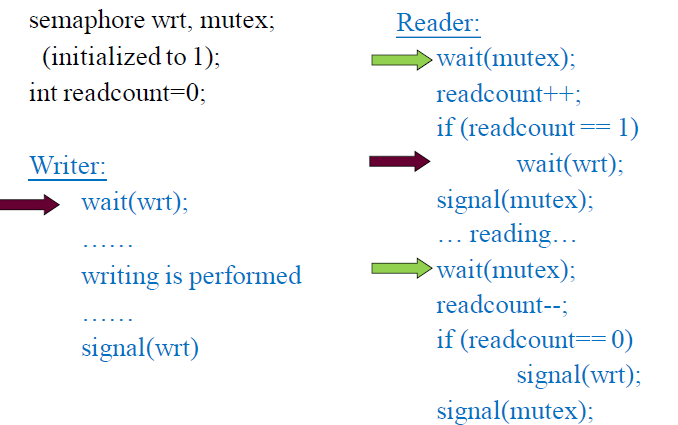 semaphore wrt, mutex;
(initialized to 1);
int readcount=0;
Writer:
wait(wrt);
......
writing is performed
......
signal(wrt)
Reader:
wait(mutex);
readcount++;
if (readcount == 1)
wait(wrt);
signal(mutex);
... reading...
wait(mutex);
readcount--;
if (readcount== 0)
signal(wrt);
signal(mutex);